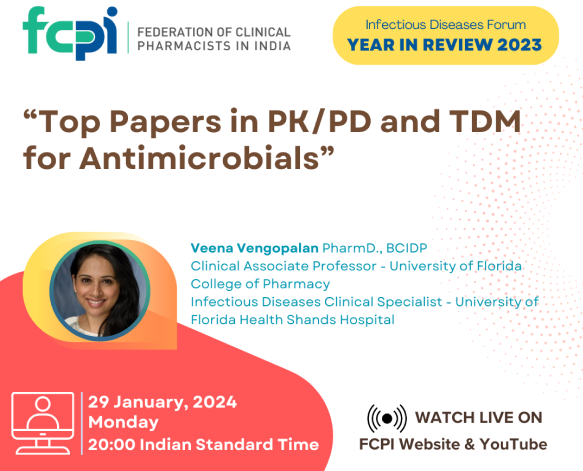 fcpi
FEDERATION OF CLINICAL
PHARMACISTS IN INDIA
Infectious Diseases Forum
YEAR IN REVIEW 2023
“Top Papers in PK/PD and TDM
for Antimicrobials”
Veena Vengopalan PharmD., BCIDP
Clinical Associate Professor - University of Florida
College of Pharmacy
Infectious Diseases Clinical Specialist - University of
Florida Health Shands Hospital
29 January, 2024
Monday
20:00 Indian Standard Time
WATCH LIVE ON
FCPI Website & YouTube